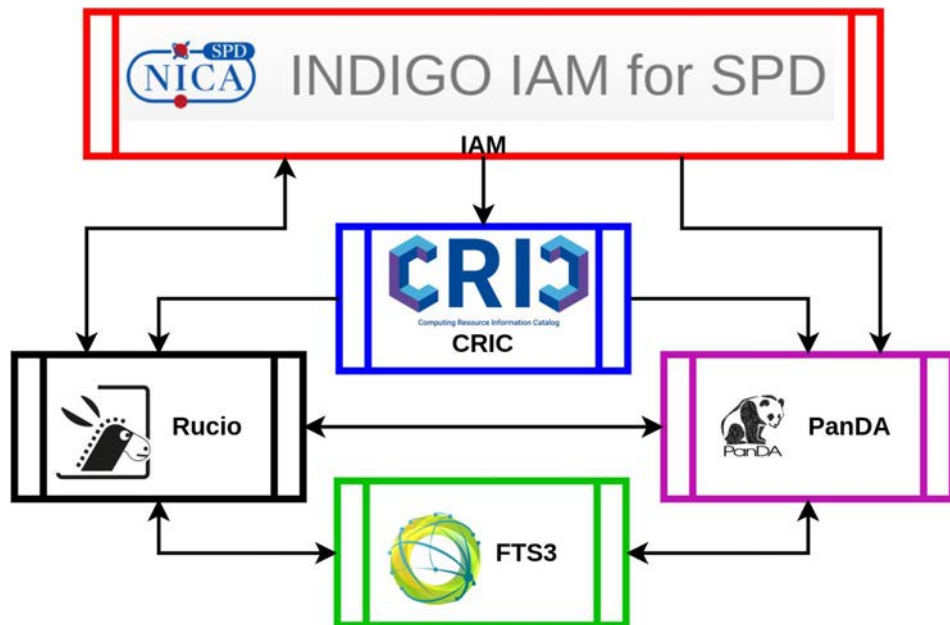 SPD
NICA
INDIGO IAM for SPD
IAM
CRIC
Computing Resource Information Catalog
CRIC
Rucio
PanDA
PanDA
FTS3